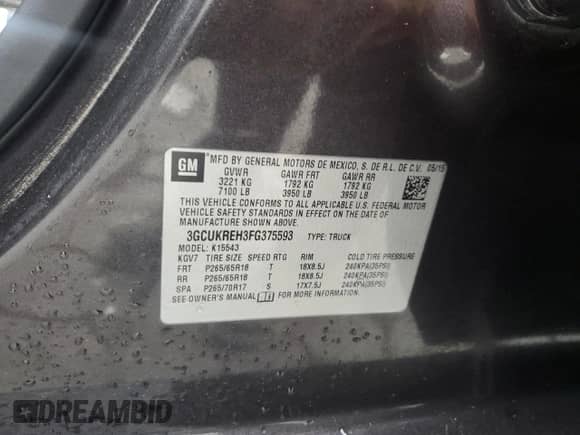 GM
MFD BY GENERAL MOTORS DE MEXICO, S. DE R.L. DE C.V. 05/15
GVWR GAWR FRT GAWR RR
3221 KG 1792 KG 1792 KG
7100 LB 3950 LB 3950 LB
THIS VEHICLE CONFORMS TO ALL APPLICABLE U.S. FEDERAL MOTOR
VEHICLE SAFETY STANDARDS IN EFFECT ON THE DATE OF
MANUFACTURE SHOWN ABOVE.
3GCUKREH3FG375593 TYPE: TRUCK
MODEL: K15543
KGV7 TIRE SIZE SPEED RTG RIM COLD TIRE PRESSURE
FRT P265/65R18 T 18X8.5J 240KPA(35PSI)
RR P265/65R18 T 18X8.5J 240KPA(35PSI)
SPA P265/70R17 S 17X7.5J 240KPA(35PSI)
SEE OWNER'S MANUAL i FOR MORE INFORMATION.
DREAMBID